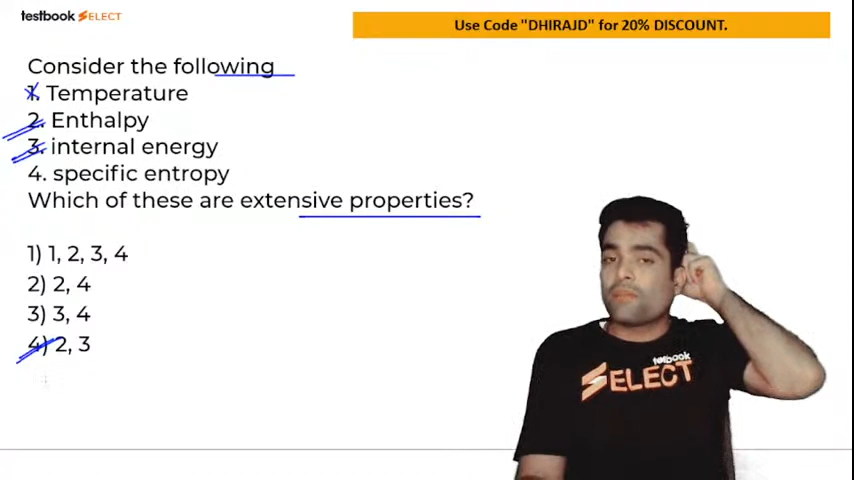 testbook SELECT
Use Code "DHIRAJD" for 20% DISCOUNT.
Consider the following
1. Temperature
2. Enthalpy
3. internal energy
4. specific entropy
Which of these are extensive properties?
1) 1, 2, 3, 4
2) 2, 4
3) 3, 4
4) 2, 3
testbook
SELECT